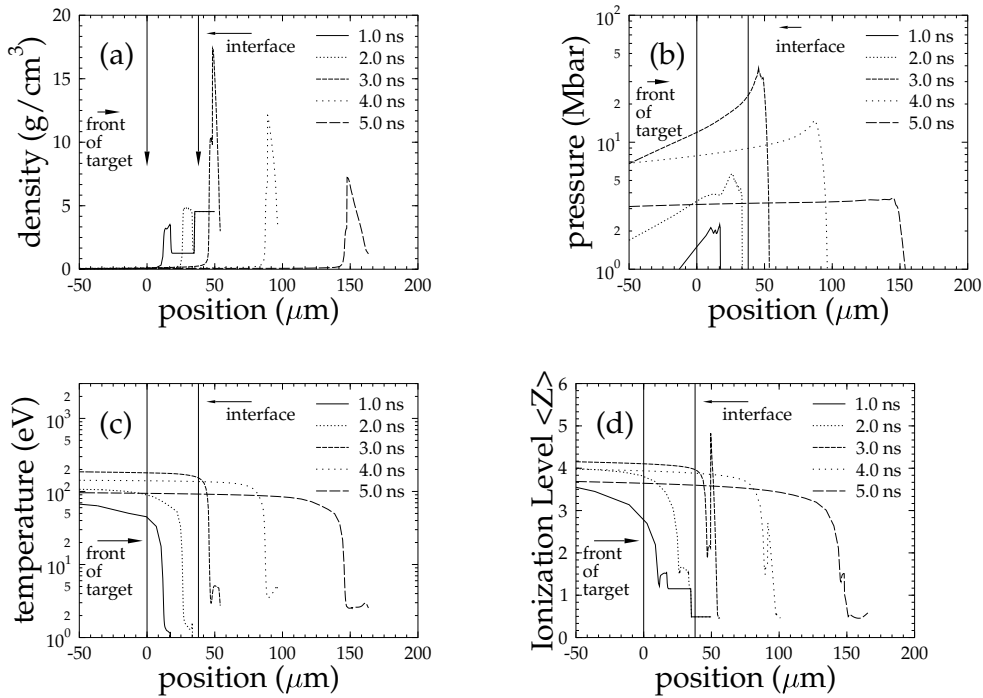 (a)
density (g/cm³)
20
15
10
5
0
-50 0 50 100 150 200
position (μm)
interface
front
of
target
1.0 ns
2.0 ns
3.0 ns
4.0 ns
5.0 ns
(b)
pressure (Mbar)
10²
5
2
10¹
5
2
10⁰
-50 0 50 100 150 200
position (μm)
interface
front
of
target
1.0 ns
2.0 ns
3.0 ns
4.0 ns
5.0 ns
(c)
temperature (eV)
5
2
10³
5
2
10²
5
2
10¹
5
2
10⁰
-50 0 50 100 150 200
position (μm)
interface
front
of
target
1.0 ns
2.0 ns
3.0 ns
4.0 ns
5.0 ns
(d)
Ionization Level <Z>
6
5
4
3
2
1
0
-50 0 50 100 150 200
position (μm)
interface
front
of
target
1.0 ns
2.0 ns
3.0 ns
4.0 ns
5.0 ns